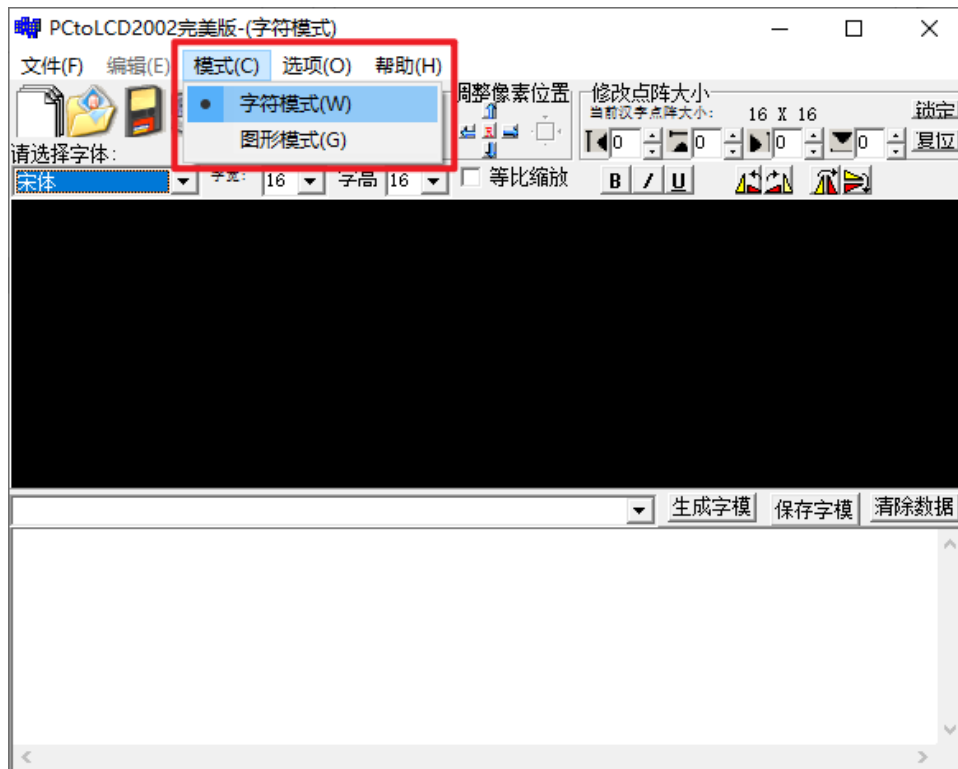 PCtoLCD2002完美版-(字符模式)
文件(F) 编辑(E) 模式(C) 选项(O) 帮助(H)
字符模式(W)
图形模式(G)
调整像素位置 修改点阵大小
当前汉字点阵大小: 16 X 16 锁定
0 0 0 0 复位
请选择字体:
宋体 字宽: 16 字高 16 等比缩放 B I U
生成字模 保存字模 清除数据